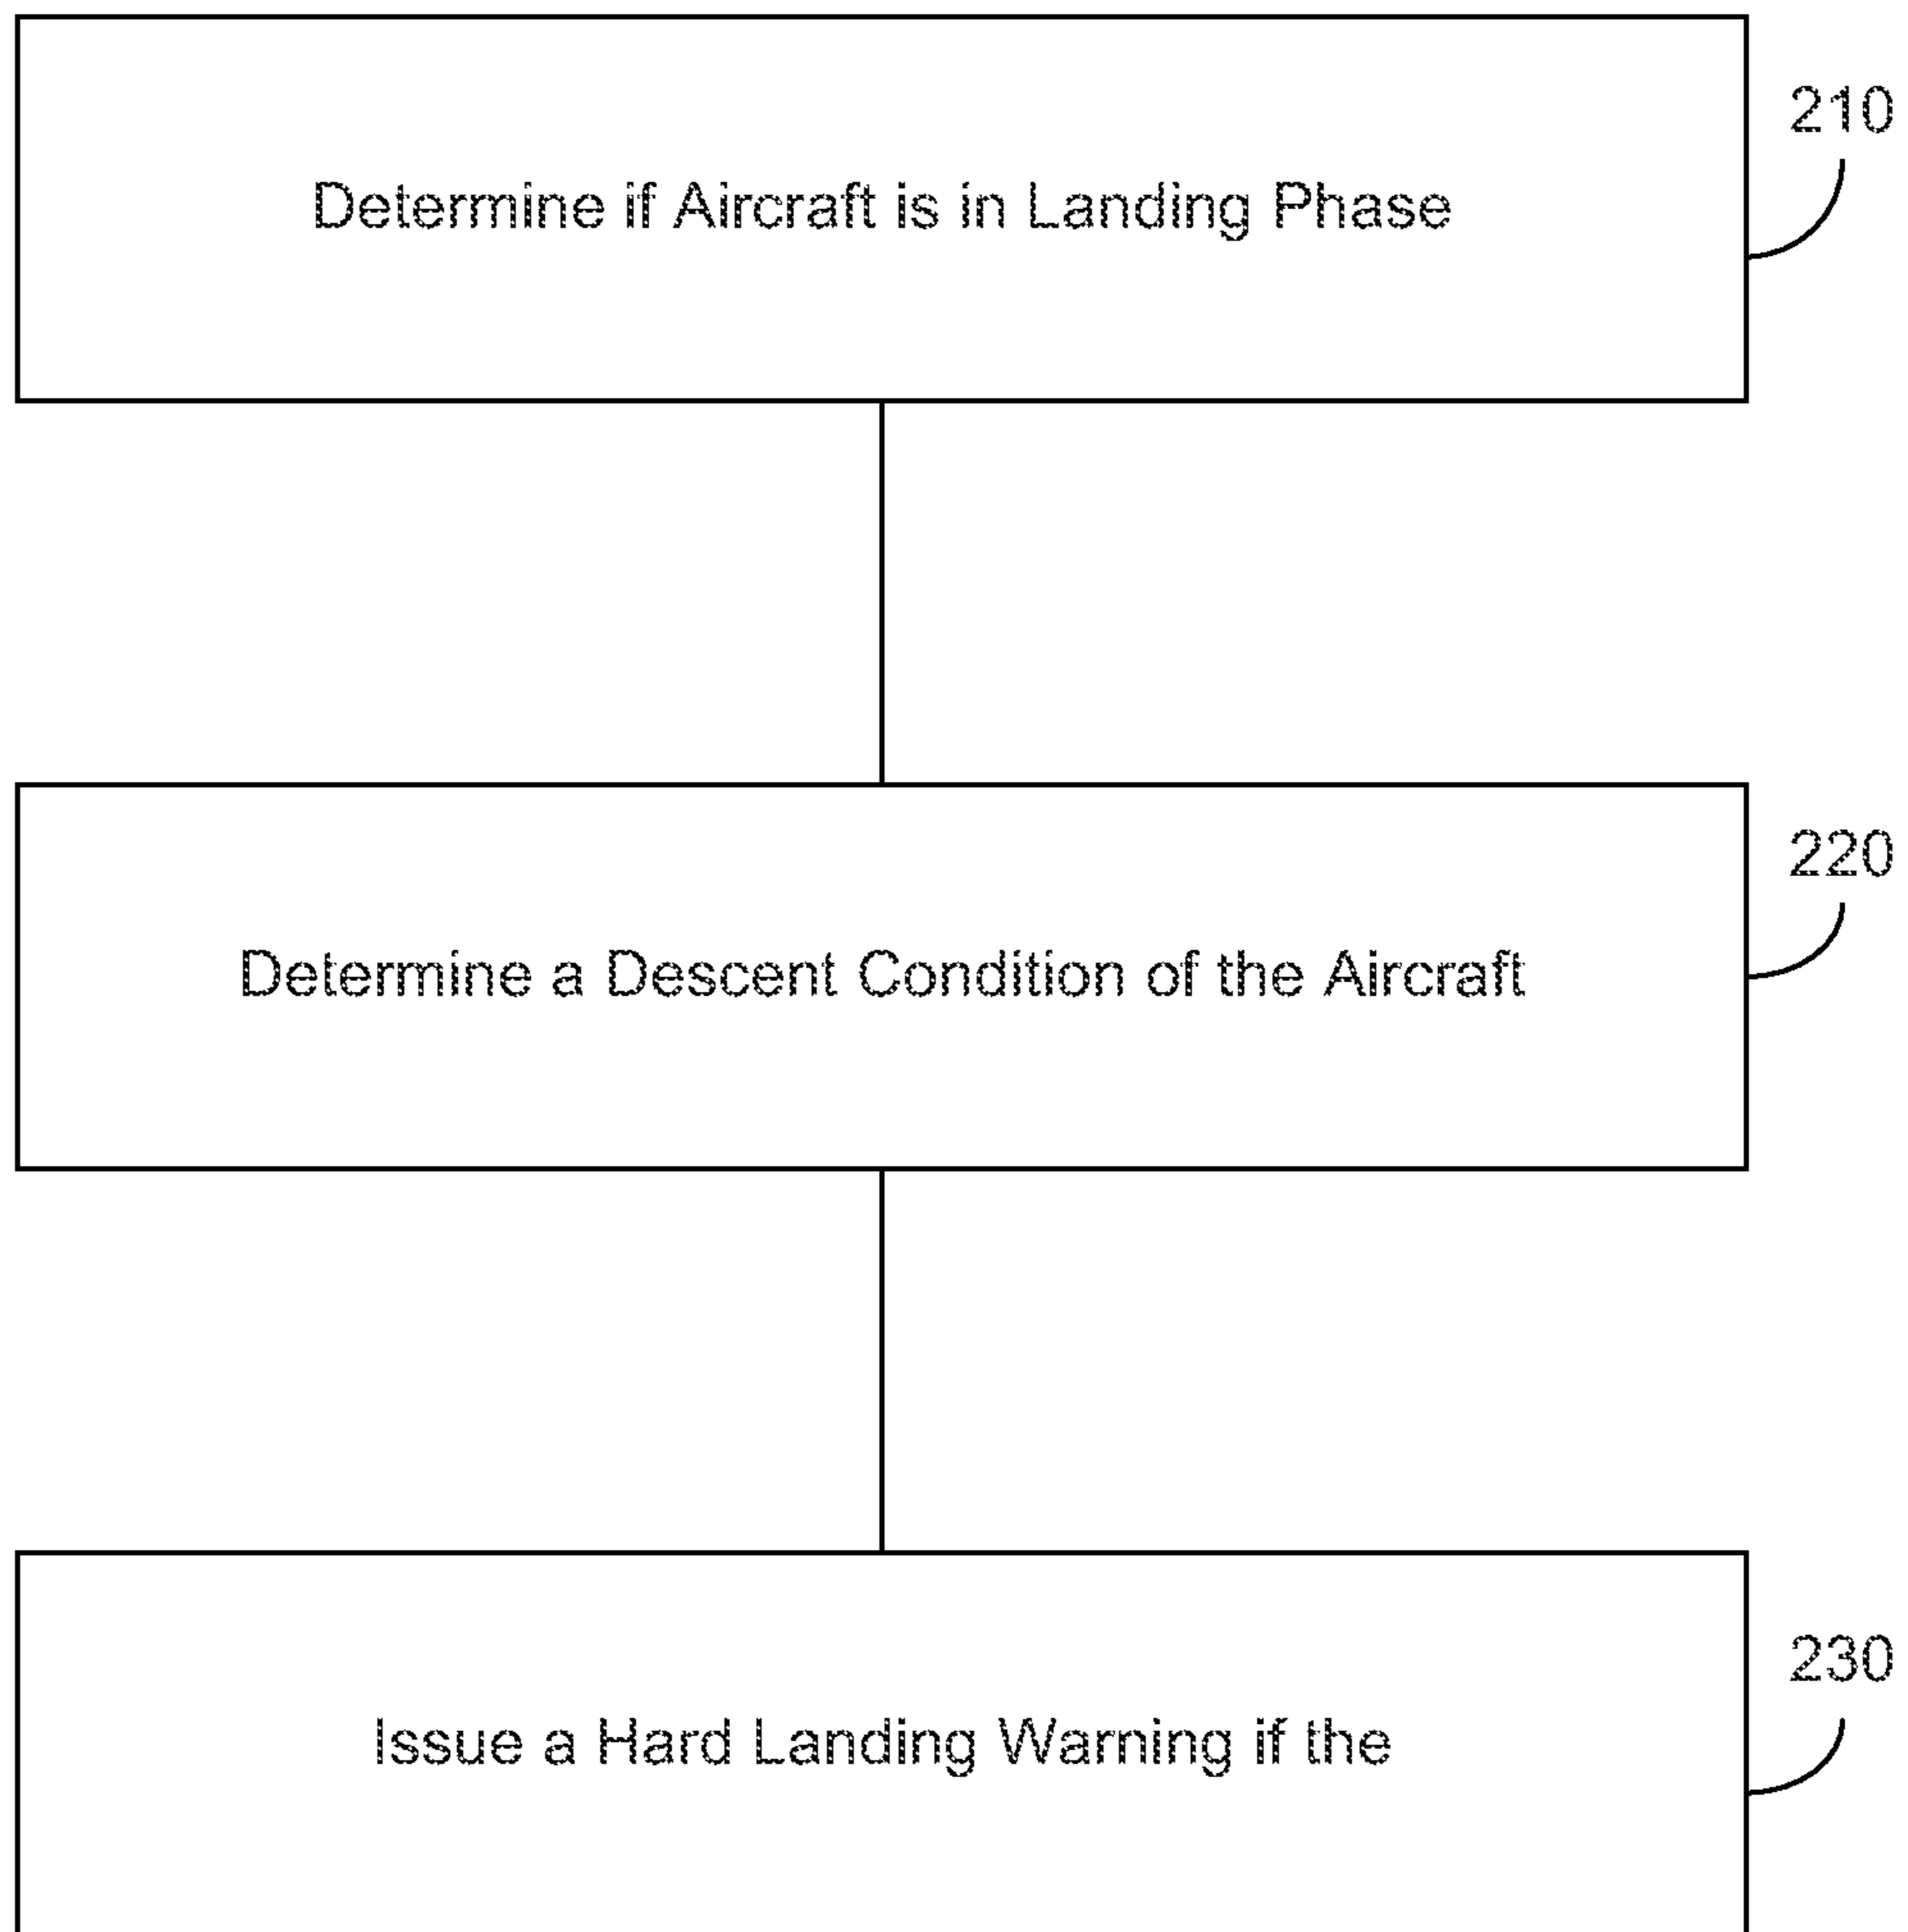 210
Determine if Aircraft is in Landing Phase
220
Determine a Descent Condition of the Aircraft
230
Issue a Hard Landing Warning if the